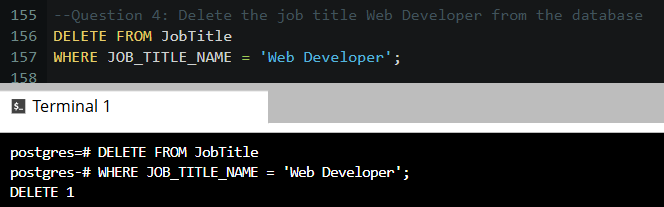 155 --Question 4: Delete the job title Web Developer from the database
156 DELETE FROM JobTitle
157 WHERE JOB_TITLE_NAME = 'Web Developer';
158
$_ Terminal 1
postgres=# DELETE FROM JobTitle
postgres-# WHERE JOB_TITLE_NAME = 'Web Developer';
DELETE 1